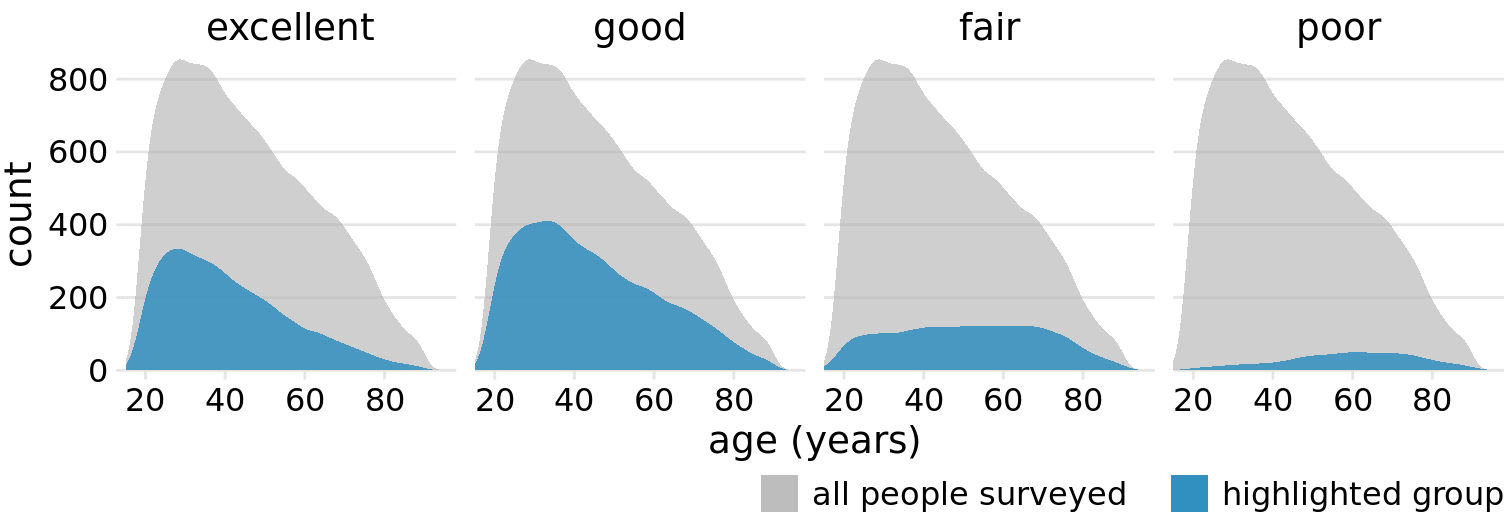 excellent good fair poor
count
800
600
400
200
0
20 40 60 80 20 40 60 80 20 40 60 80 20 40 60 80
age (years)
all people surveyed highlighted group